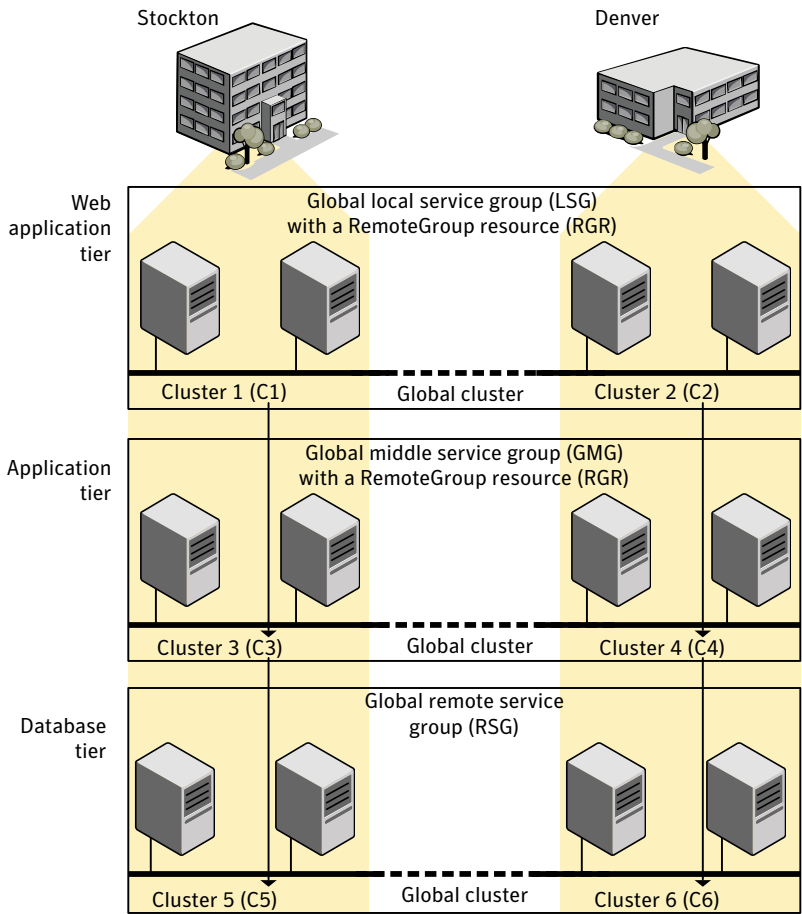 Stockton
Denver
Web
application
tier
Global local service group (LSG)
with a RemoteGroup resource (RGR)
Cluster 1 (C1)
Global cluster
Cluster 2 (C2)
Application
tier
Global middle service group (GMG)
with a RemoteGroup resource (RGR)
Cluster 3 (C3)
Global cluster
Cluster 4 (C4)
Database
tier
Global remote service
group (RSG)
Cluster 5 (C5)
Global cluster
Cluster 6 (C6)